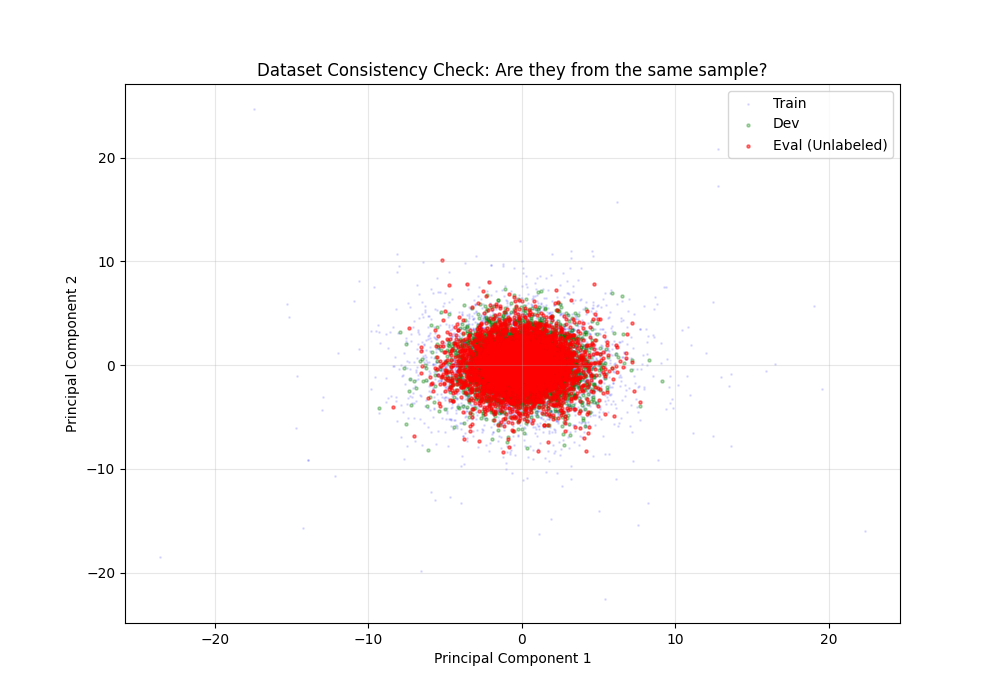 Dataset Consistency Check: Are they from the same sample?
Train
Dev
Eval (Unlabeled)
20
10
0
−10
−20
Principal Component 2
−20
−10
0
10
20
Principal Component 1